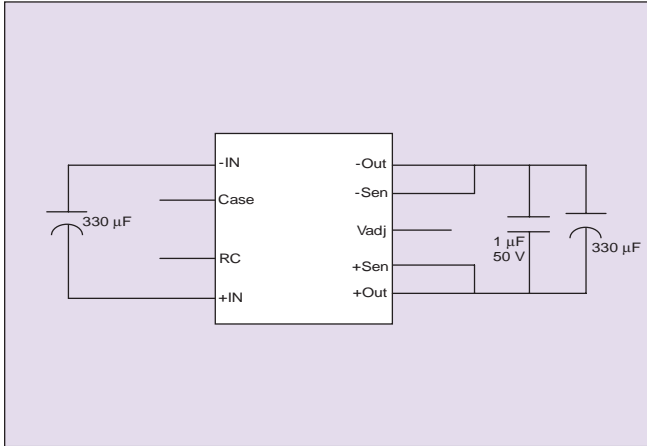 -IN
Case
RC
+IN
-Out
-Sen
Vadj
+Sen
+Out
330 μF
1 μF
50 V
330 μF